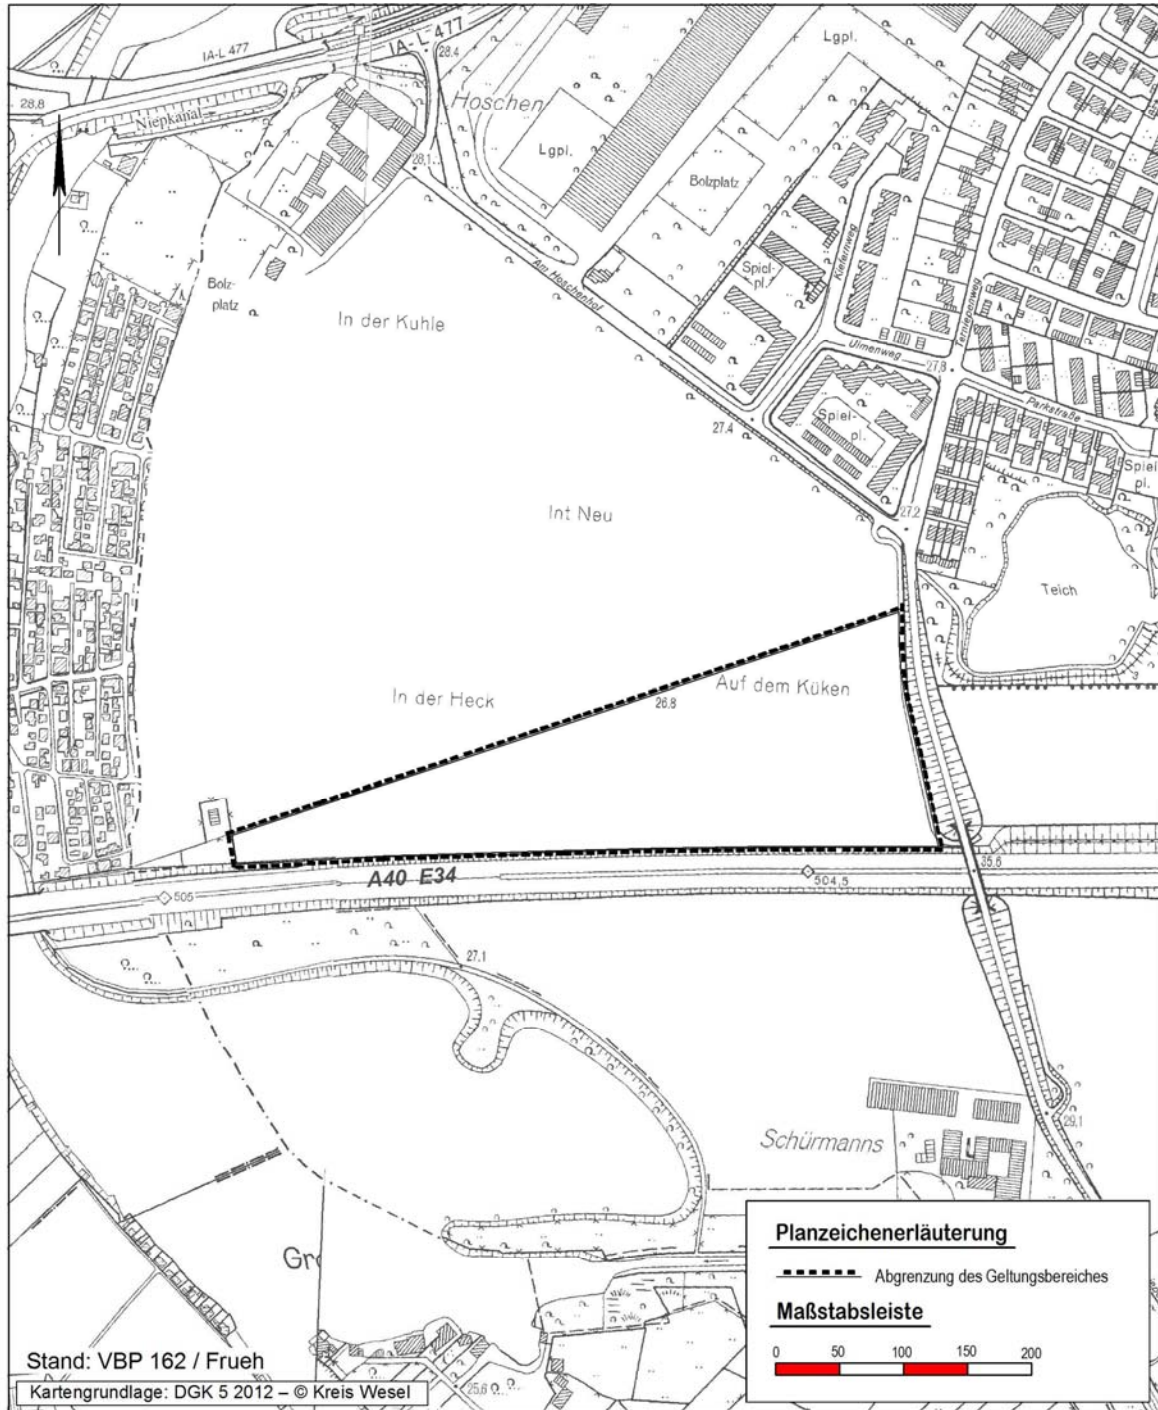 IA-L 477
IA-L 477
28.4
28,8
Niepkanal
Hoschen
28,1
Lgpl.
Lgpl.
Bolzplatz
Bolz-
platz
Am Hoschenhof
Spiel-
pl.
Kiefernweg
In der Kuhle
Ulmenweg
27,8
Parkstraße
Spiel-
pl.
27.4
Spiel
pl.
Int Neu
27,2
Teich
3
In der Heck
Auf dem Küken
26,8
A40 E34
505
504,5
35,6
27,1
29,1
Schürmanns
Gro
25,6
Planzeichenerläuterung
Abgrenzung des Geltungsbereiches
Maßstabsleiste
0 50 100 150 200
Stand: VBP 162 / Frueh
Kartengrundlage: DGK 5 2012 – © Kreis Wesel